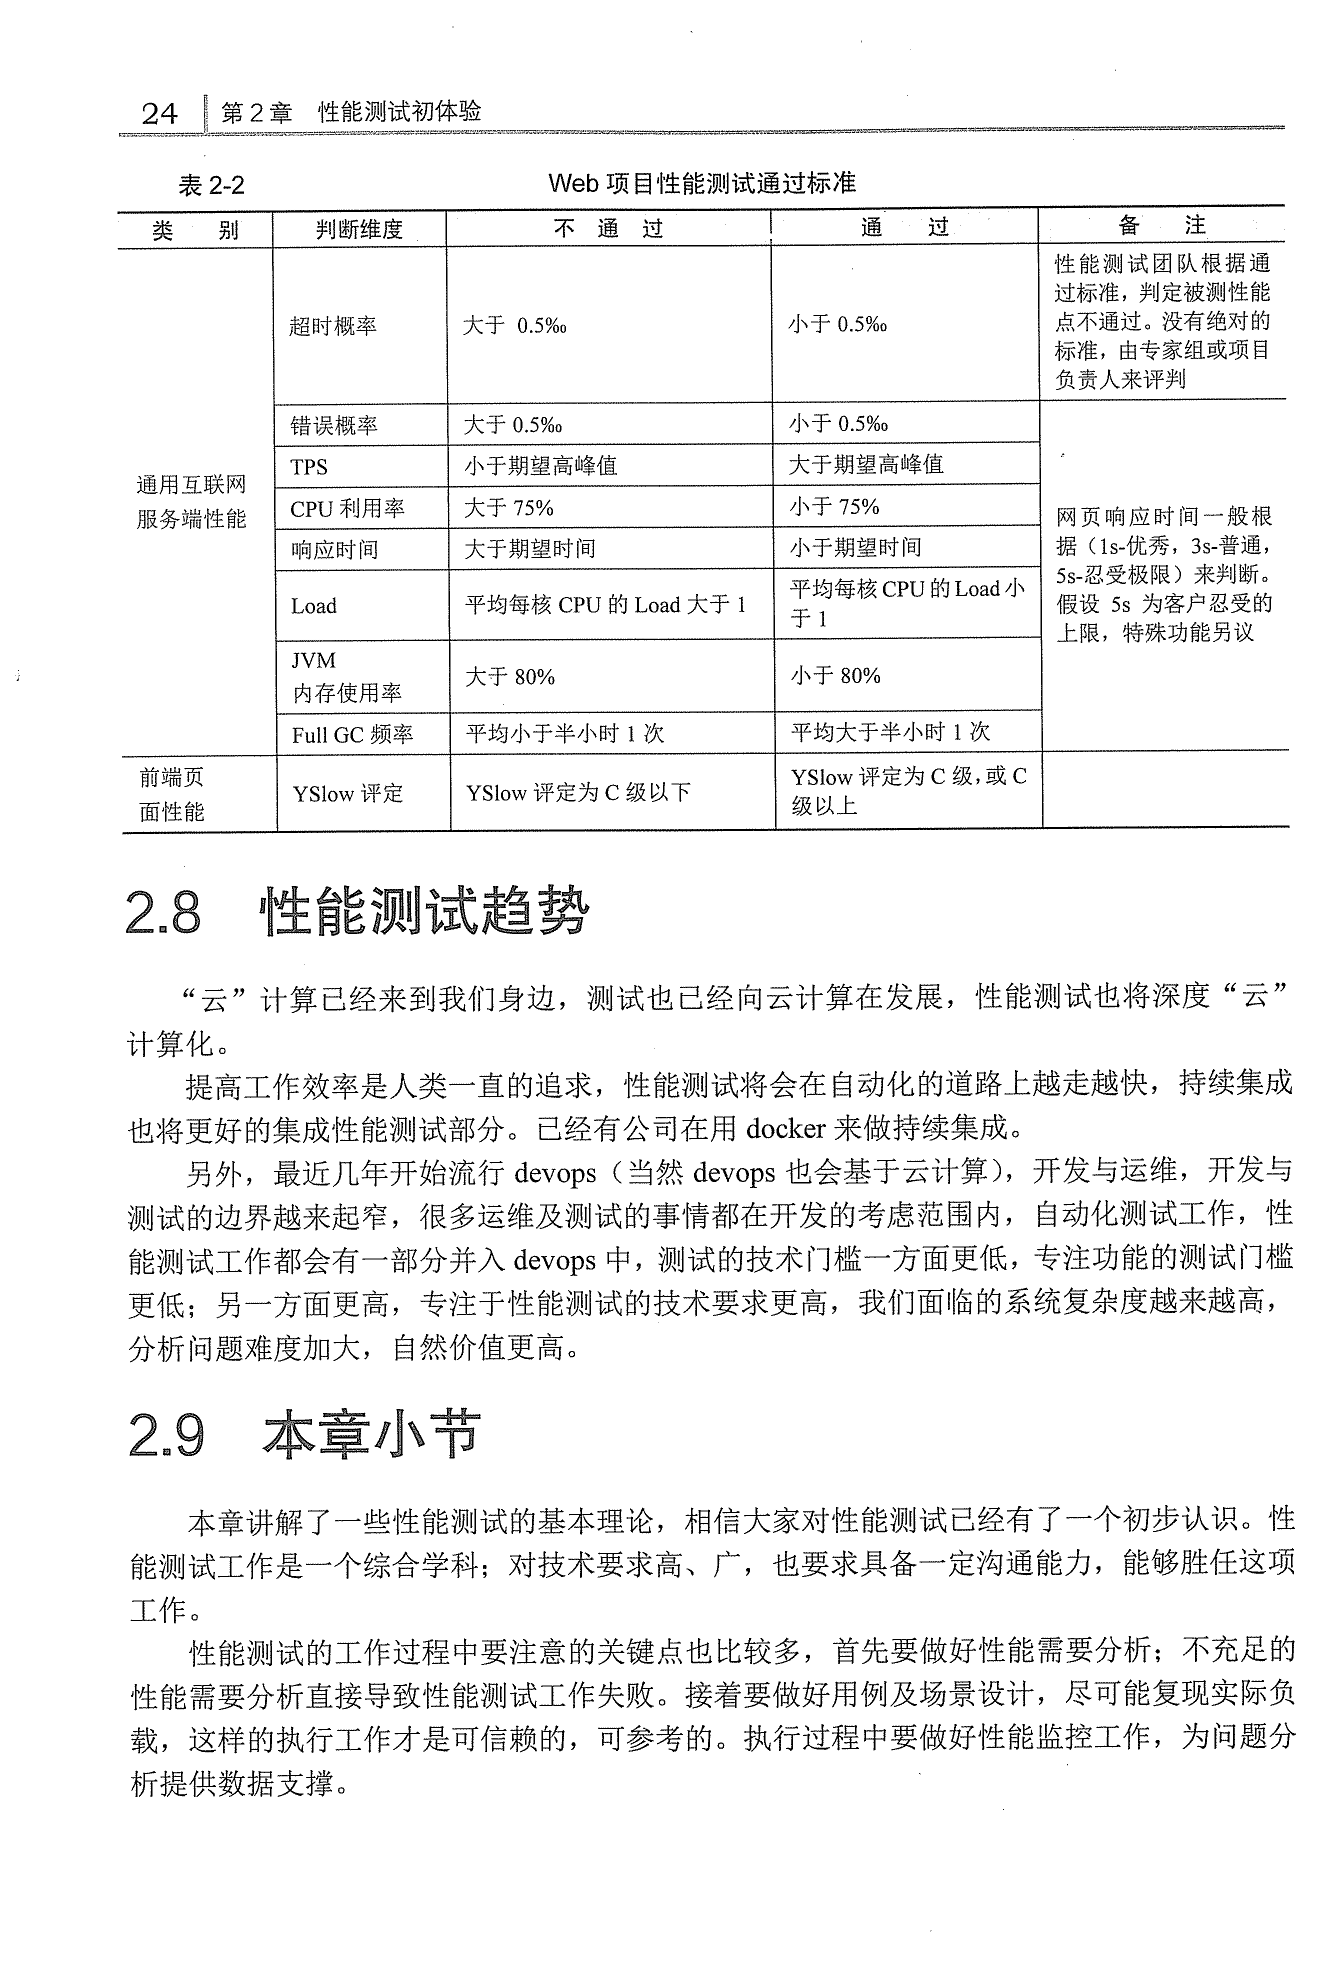 24 第2章 性能测试初体验
表 2-2 Web 项目性能测试通过标准
类 别 判断维度 不 通 过 通 过 备 注
通用互联网
服务端性能
超时概率 大于 0.5‰ 小于 0.5‰
性能测试团队根据通
过标准，判定被测性能
点不通过。没有绝对的
标准，由专家组或项目
负责人来评判
错误概率 大于 0.5‰ 小于 0.5‰
TPS 小于期望高峰值 大于期望高峰值
CPU 利用率 大于 75% 小于 75%
响应时间 大于期望时间 小于期望时间
Load 平均每核 CPU 的 Load 大于 1
平均每核 CPU 的 Load 小
于 1
JVM
内存使用率
大于 80% 小于 80%
Full GC 频率 平均小于半小时 1 次 平均大于半小时 1 次
网页响应时间一般根
据（1s-优秀，3s-普通，
5s-忍受极限）来判断。
假设 5s 为客户忍受的
上限，特殊功能另议
前端页
面性能
YSlow 评定 YSlow 评定为 C 级以下
YSlow 评定为 C 级，或 C
级以上
2.8 性能测试趋势
“云”计算已经来到我们身边，测试也已经向云计算在发展，性能测试也将深度“云”
计算化。
提高工作效率是人类一直的追求，性能测试将会在自动化的道路上越走越快，持续集成
也将更好的集成性能测试部分。已经有公司在用 docker 来做持续集成。
另外，最近几年开始流行 devops（当然 devops 也会基于云计算），开发与运维，开发与
测试的边界越来起窄，很多运维及测试的事情都在开发的考虑范围内，自动化测试工作，性
能测试工作都会有一部分并入 devops 中，测试的技术门槛一方面更低，专注功能的测试门槛
更低；另一方面更高，专注于性能测试的技术要求更高，我们面临的系统复杂度越来越高，
分析问题难度加大，自然价值更高。
2.9 本章小节
本章讲解了一些性能测试的基本理论，相信大家对性能测试已经有了一个初步认识。性
能测试工作是一个综合学科；对技术要求高、广，也要求具备一定沟通能力，能够胜任这项
工作。
性能测试的工作过程中要注意的关键点也比较多，首先要做好性能需要分析；不充足的
性能需要分析直接导致性能测试工作失败。接着要做好用例及场景设计，尽可能复现实际负
载，这样的执行工作才是可信赖的，可参考的。执行过程中要做好性能监控工作，为问题分
析提供数据支撑。